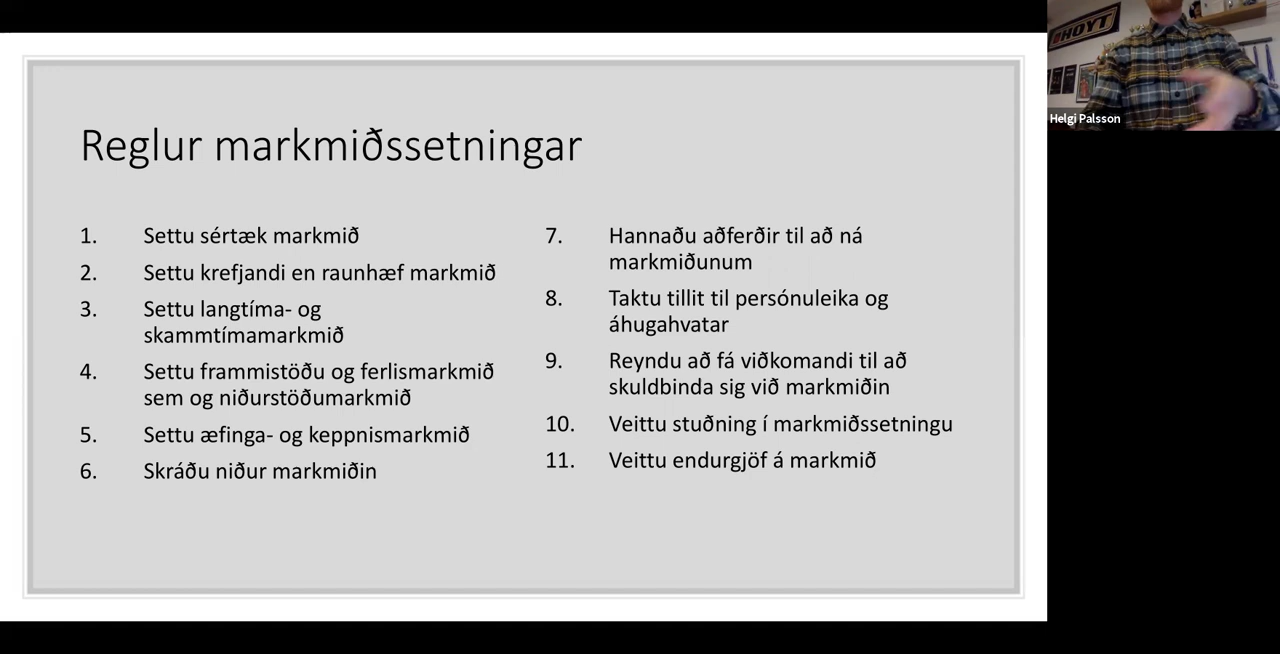 Reglur markmiðssetningar
1. Settu sértæk markmið
2. Settu krefjandi en raunhæf markmið
3. Settu langtíma- og
skammtímamarkmið
4. Settu frammistöðu og ferlismarkmið
sem og niðurstöðumarkmið
5. Settu æfinga- og keppnismarkmið
6. Skráðu niður markmiðin
7. Hannaðu aðferðir til að ná
markmiðunum
8. Taktu tillit til persónuleika og
áhugahvatar
9. Reyndu að fá viðkomandi til að
skuldbinda sig við markmiðin
10. Veittu stuðning í markmiðssetningu
11. Veittu endurgjöf á markmið
HOYT
Helgi Palsson